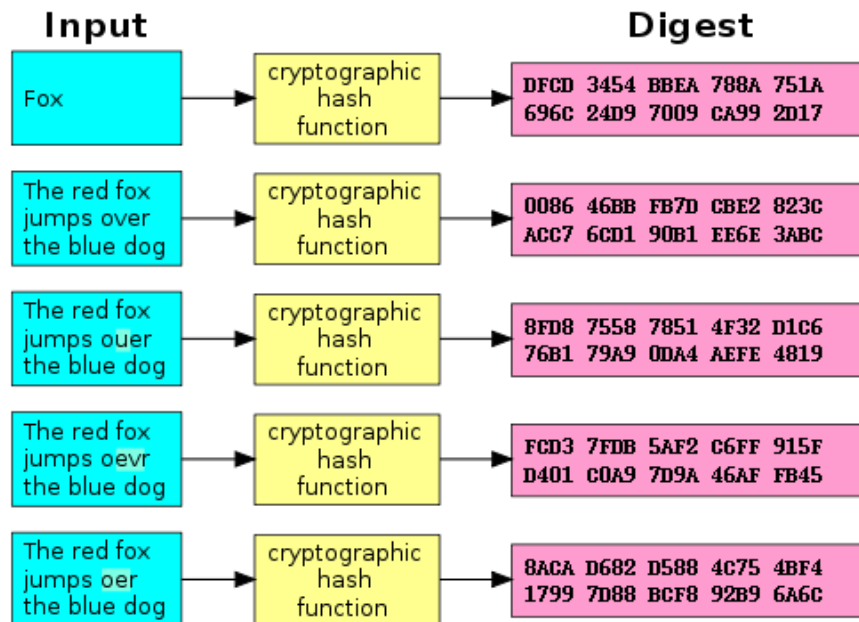 Input Digest
Fox
cryptographic
hash
function
DFCD 3454 BBEA 788A 751A
696C 24D9 7009 CA99 2D17
The red fox
jumps over
the blue dog
cryptographic
hash
function
0086 46BB FB7D CBE2 823C
ACC7 6CD1 90B1 EE6E 3ABC
The red fox
jumps ouer
the blue dog
cryptographic
hash
function
8FD8 7558 7851 4F32 D1C6
76B1 79A9 0DA4 AEFE 4819
The red fox
jumps oevr
the blue dog
cryptographic
hash
function
FCD3 7FDB 5AF2 C6FF 915F
D401 C0A9 7D9A 46AF FB45
The red fox
jumps oer
the blue dog
cryptographic
hash
function
8ACA D682 D588 4C75 4BF4
1799 7D88 BCF8 92B9 6A6C